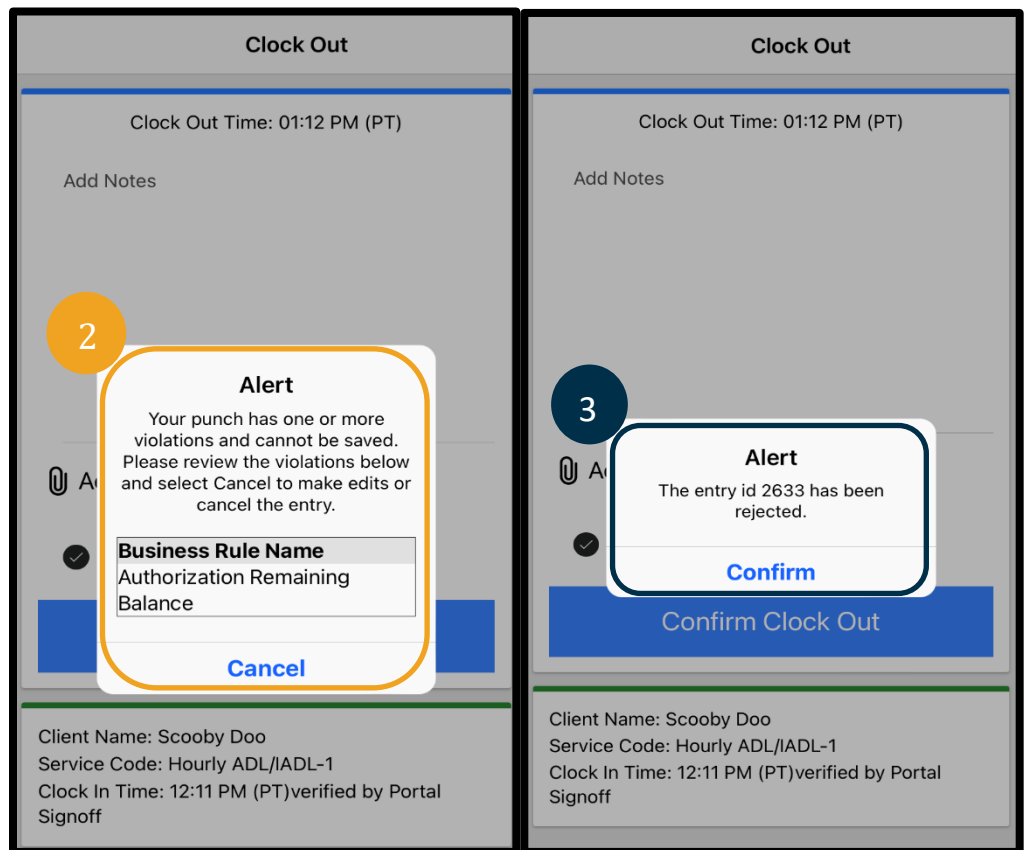 Clock Out
Clock Out Time: 01:12 PM (PT)
Add Notes
2
Alert
Your punch has one or more
violations and cannot be saved.
Please review the violations below
and select Cancel to make edits or
cancel the entry.
Business Rule Name
Authorization Remaining
Balance
Cancel
Client Name: Scooby Doo
Service Code: Hourly ADL/IADL-1
Clock In Time: 12:11 PM (PT)verified by Portal
Signoff
Clock Out
Clock Out Time: 01:12 PM (PT)
Add Notes
3
Alert
The entry id 2633 has been
rejected.
Confirm
Confirm Clock Out
Client Name: Scooby Doo
Service Code: Hourly ADL/IADL-1
Clock In Time: 12:11 PM (PT)verified by Portal
Signoff